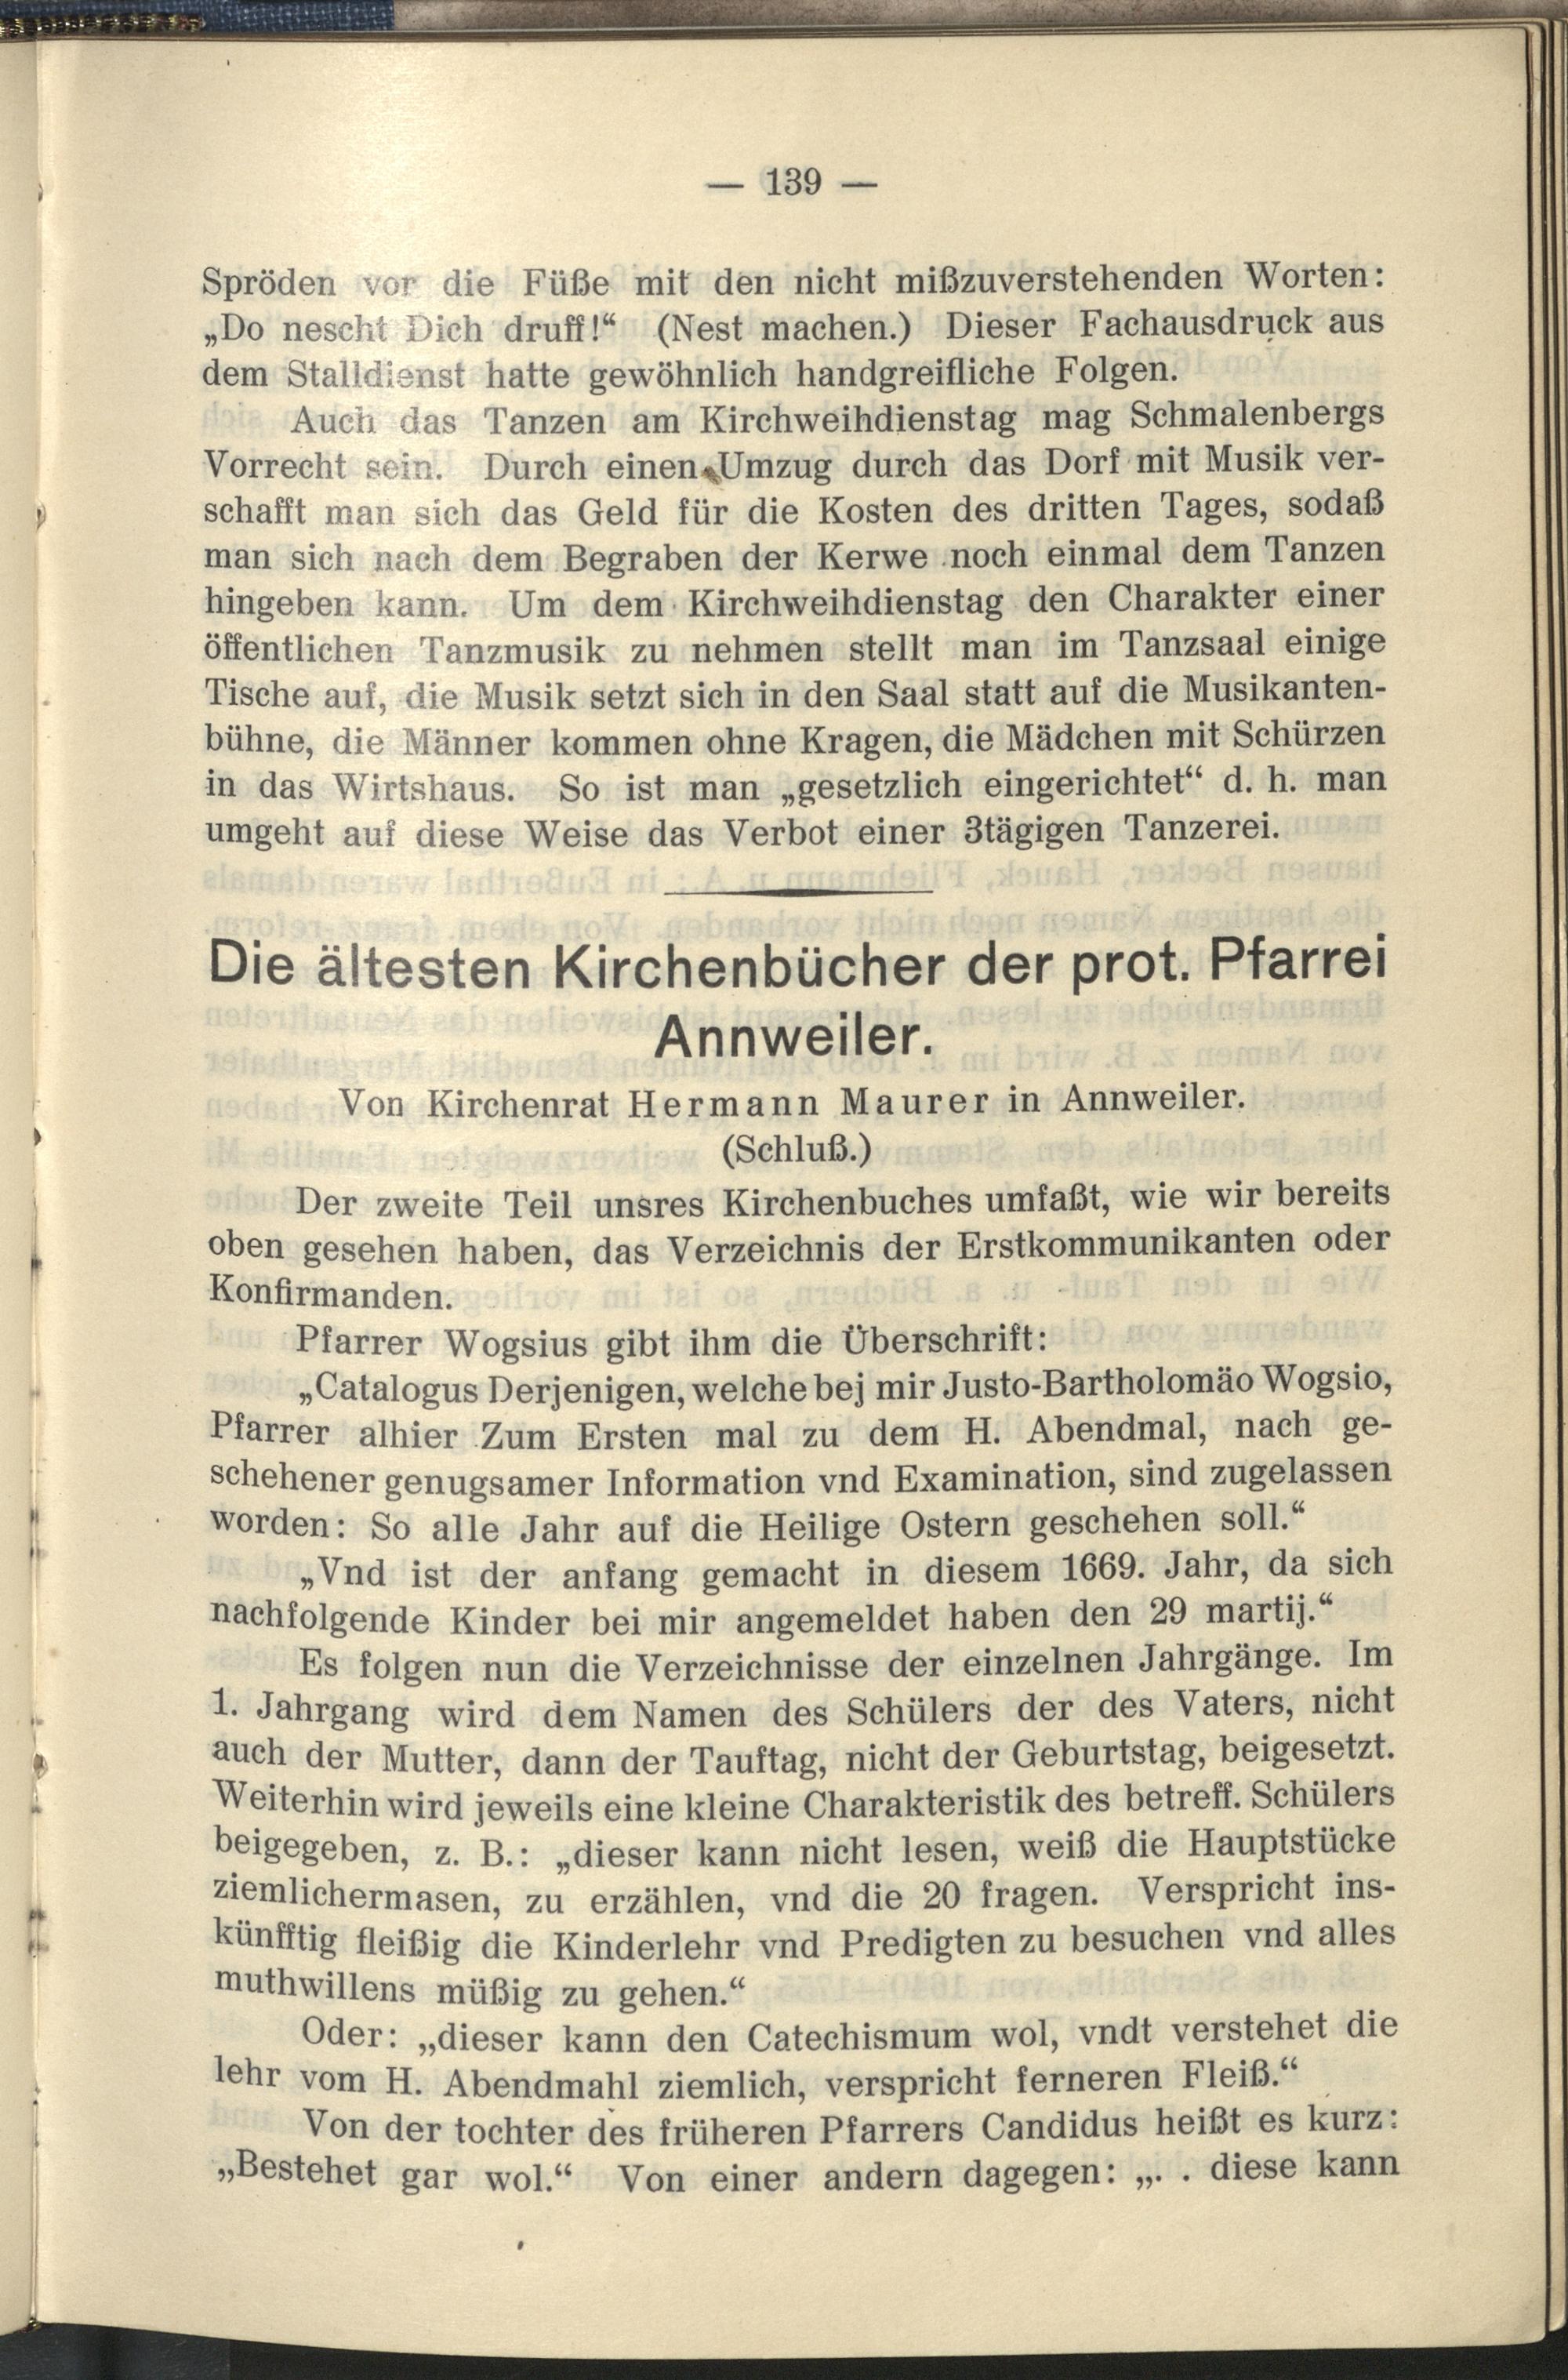 — 139 —
Spröden vor die Füße mit den nicht mißzuverstehenden Worten:
„Do nescht Dich druff!“ (Nest machen.) Dieser Fachausdruck aus
dem Stalldienst hatte gewöhnlich handgreifliche Folgen.
Auch das Tanzen am Kirchweihdienstag mag Schmalenbergs
Vorrecht sein. Durch einen Umzug durch das Dorf mit Musik ver-
schafft man sich das Geld für die Kosten des dritten Tages, sodaß
man sich nach dem Begraben der Kerwe noch einmal dem Tanzen
hingeben kann. Um dem Kirchweihdienstag den Charakter einer
öffentlichen Tanzmusik zu nehmen stellt man im Tanzsaal einige
Tische auf, die Musik setzt sich in den Saal statt auf die Musikanten-
bühne, die Männer kommen ohne Kragen, die Mädchen mit Schürzen
in das Wirtshaus. So ist man „gesetzlich eingerichtet“ d. h. man
umgeht auf diese Weise das Verbot einer 3tägigen Tanzerei.
Die ältesten Kirchenbücher der prot. Pfarrei
Annweiler.
Von Kirchenrat Hermann Maurer in Annweiler.
(Schluß.)
Der zweite Teil unsres Kirchenbuches umfaßt, wie wir bereits
oben gesehen haben, das Verzeichnis der Erstkommunikanten oder
Konfirmanden.
Pfarrer Wogsius gibt ihm die Überschrift:
„Catalogus Derjenigen, welche bej mir Justo-Bartholomäo Wogsio,
Pfarrer alhier Zum Ersten mal zu dem H. Abendmal, nach ge-
schehener genugsamer Information vnd Examination, sind zugelassen
worden: So alle Jahr auf die Heilige Ostern geschehen soll.“
„Vnd ist der anfang gemacht in diesem 1669. Jahr, da sich
nachfolgende Kinder bei mir angemeldet haben den 29 martij.“
Es folgen nun die Verzeichnisse der einzelnen Jahrgänge. Im
1. Jahrgang wird dem Namen des Schülers der des Vaters, nicht
auch der Mutter, dann der Tauftag, nicht der Geburtstag, beigesetzt.
Weiterhin wird jeweils eine kleine Charakteristik des betreff. Schülers
beigegeben, z. B.: „dieser kann nicht lesen, weiß die Hauptstücke
ziemlichermasen, zu erzählen, vnd die 20 fragen. Verspricht ins-
künfftig fleißig die Kinderlehr vnd Predigten zu besuchen vnd alles
muthwillens müßig zu gehen.“
Oder: „dieser kann den Catechismum wol, vndt verstehet die
lehr vom H. Abendmahl ziemlich, verspricht ferneren Fleiß.“
Von der tochter des früheren Pfarrers Candidus heißt es kurz:
„Bestehet gar wol.“ Von einer andern dagegen: „. . diese kann